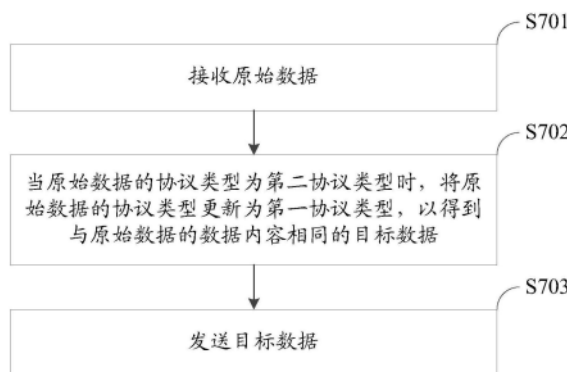 S701
接收原始数据
S702
当原始数据的协议类型为第二协议类型时，将原
始数据的协议类型更新为第一协议类型，以得到
与原始数据的数据内容相同的目标数据
S703
发送目标数据